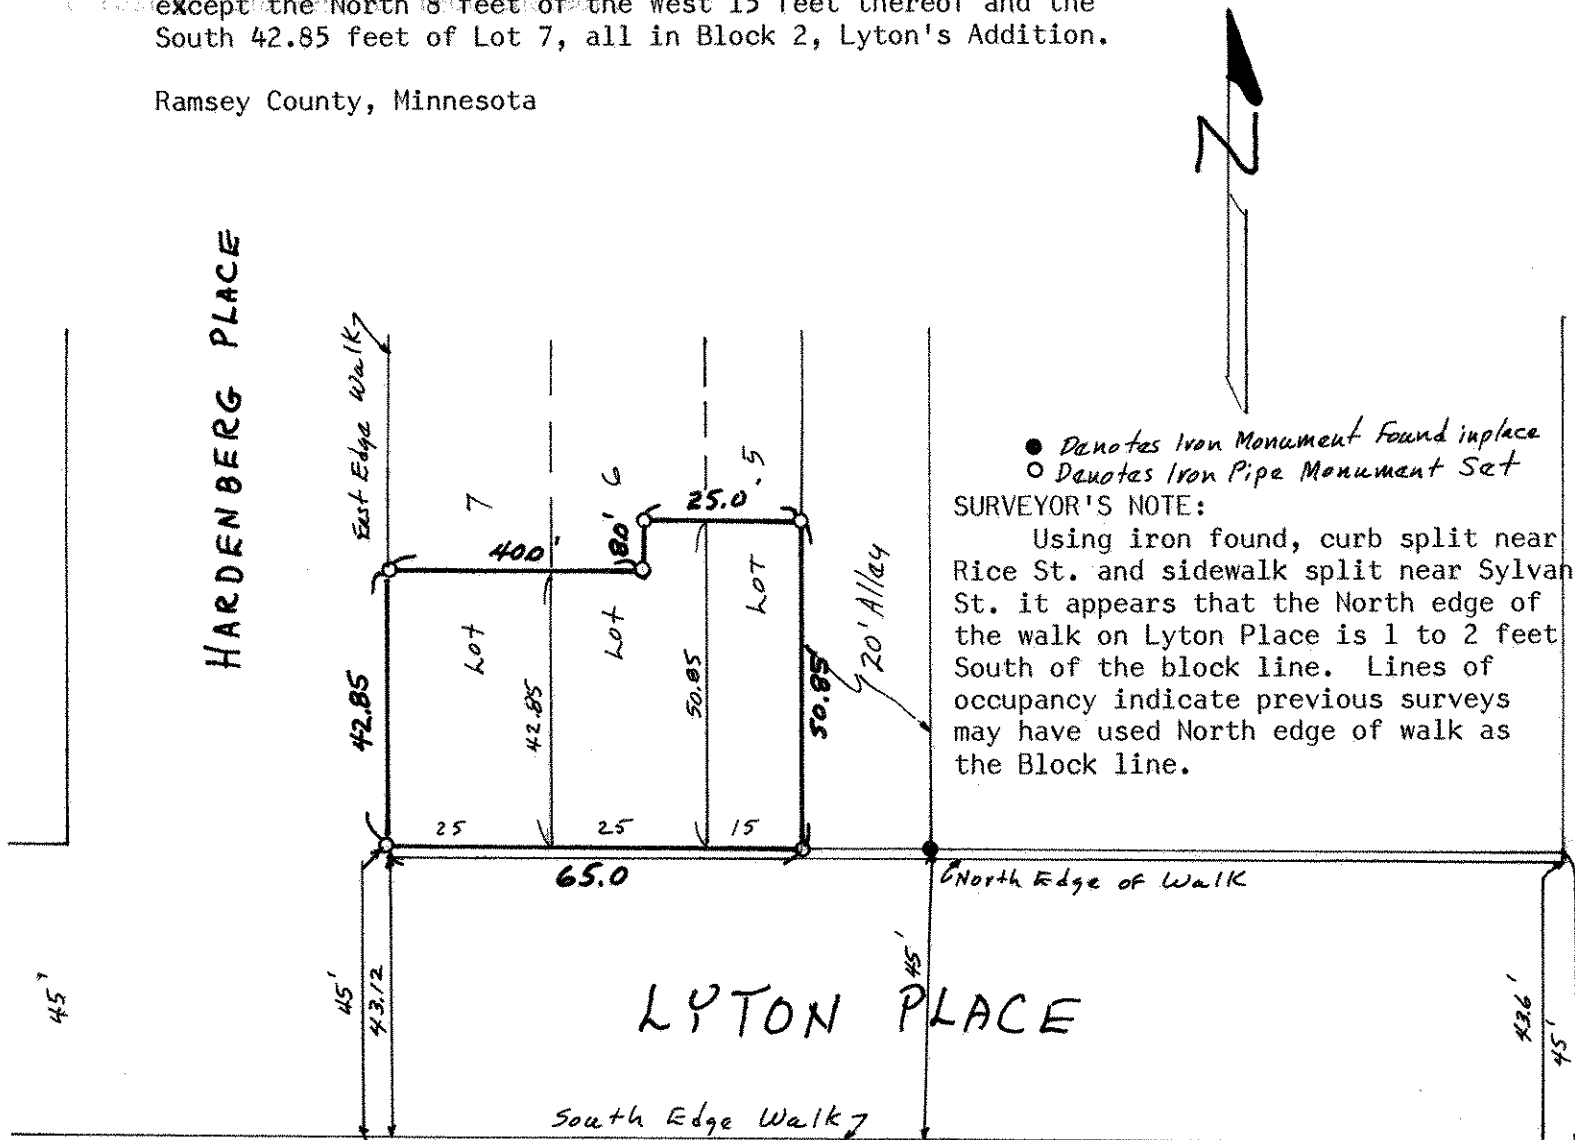 except the North 8 feet of the West 15 feet thereof and the
South 42.85 feet of Lot 7, all in Block 2, Lyton's Addition.
Ramsey County, Minnesota
N
HARDENBERG PLACE
East Edge Walk
● Denotes Iron Monument Found inplace
○ Denotes Iron Pipe Monument Set
SURVEYOR'S NOTE:
Using iron found, curb split near
Rice St. and sidewalk split near Sylvan
St. it appears that the North edge of
the walk on Lyton Place is 1 to 2 feet
South of the block line. Lines of
occupancy indicate previous surveys
may have used North edge of walk as
the Block line.
Lot 7
Lot 6
Lot 5
25.0'
40.0'
8.0'
42.85
42.85
50.85
50.85
20' Alley
25
25
15
65.0
North Edge of Walk
45'
45'
43.12
45'
43.6'
45'
LYTON PLACE
South Edge Walk